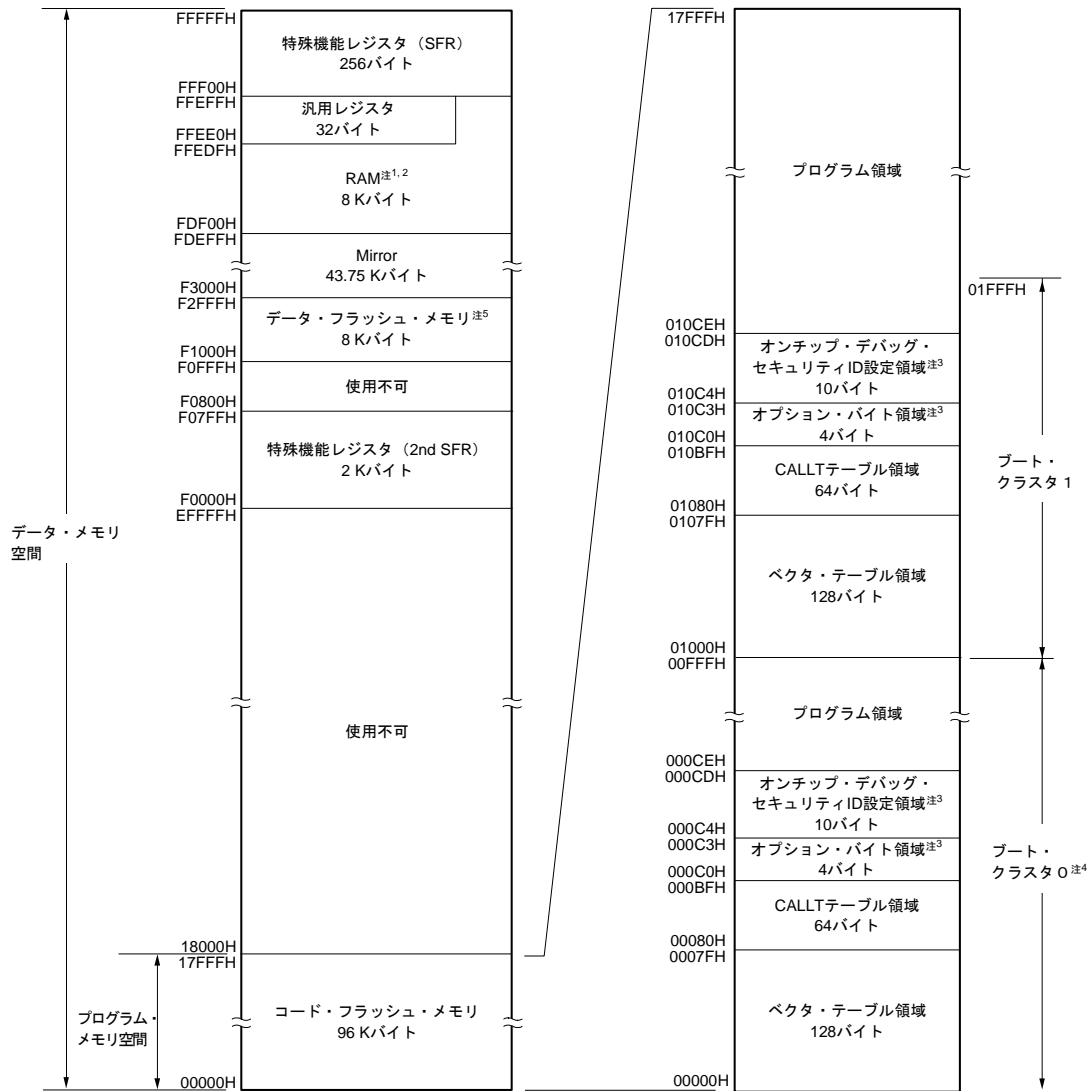 FFFFFH
特殊機能レジスタ（SFR）
256バイト
FFF00H
FFEFFH
汎用レジスタ
32バイト
FFEE0H
FFEDFH
RAM注1, 2
8 Kバイト
FDF00H
FDEFFH
Mirror
43.75 Kバイト
F3000H
F2FFFH
データ・フラッシュ・メモリ注5
8 Kバイト
F1000H
F0FFFH
使用不可
F0800H
F07FFH
特殊機能レジスタ（2nd SFR）
2 Kバイト
F0000H
EFFFFH
データ・メモリ
空間
使用不可
18000H
17FFFH
プログラム・
メモリ空間
コード・フラッシュ・メモリ
96 Kバイト
00000H
17FFFH
プログラム領域
01FFFH
010CEH
010CDH
オンチップ・デバッグ・
セキュリティID設定領域注3
10バイト
010C4H
010C3H
オプション・バイト領域注3
4バイト
010C0H
010BFH
CALLTテーブル領域
64バイト
ブート・
クラスタ１
01080H
0107FH
ベクタ・テーブル領域
128バイト
01000H
00FFFH
プログラム領域
000CEH
000CDH
オンチップ・デバッグ・
セキュリティID設定領域注3
10バイト
000C4H
000C3H
オプション・バイト領域注3
4バイト
000C0H
000BFH
ブート・
クラスタ０注4
CALLTテーブル領域
64バイト
00080H
0007FH
ベクタ・テーブル領域
128バイト
00000H